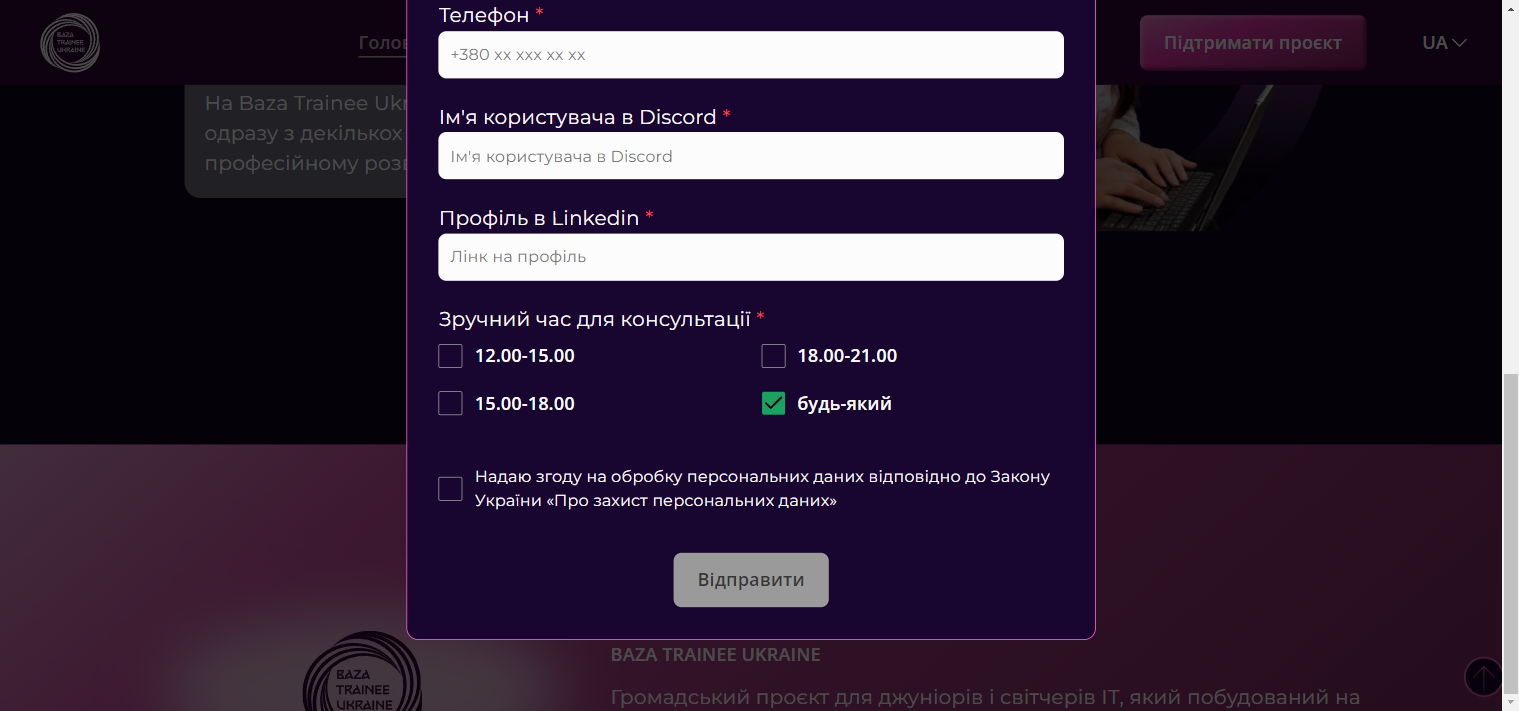 BAZA
TRAINEE
UKRAINE
Голов
Підтримати проєкт
UA
Телефон *
+380 xx xxx xx xx
На Baza Trainee Ukr
одразу з декількох
професійному розв
Ім'я користувача в Discord *
Ім'я користувача в Discord
Профіль в Linkedin *
Лінк на профіль
Зручний час для консультації *
12.00-15.00
18.00-21.00
15.00-18.00
будь-який
Надаю згоду на обробку персональних даних відповідно до Закону
України «Про захист персональних даних»
Відправити
BAZA
TRAINEE
UKRAINE
BAZA TRAINEE UKRAINE
Громадський проєкт для джуніорів і світчерів ІТ, який побудований на